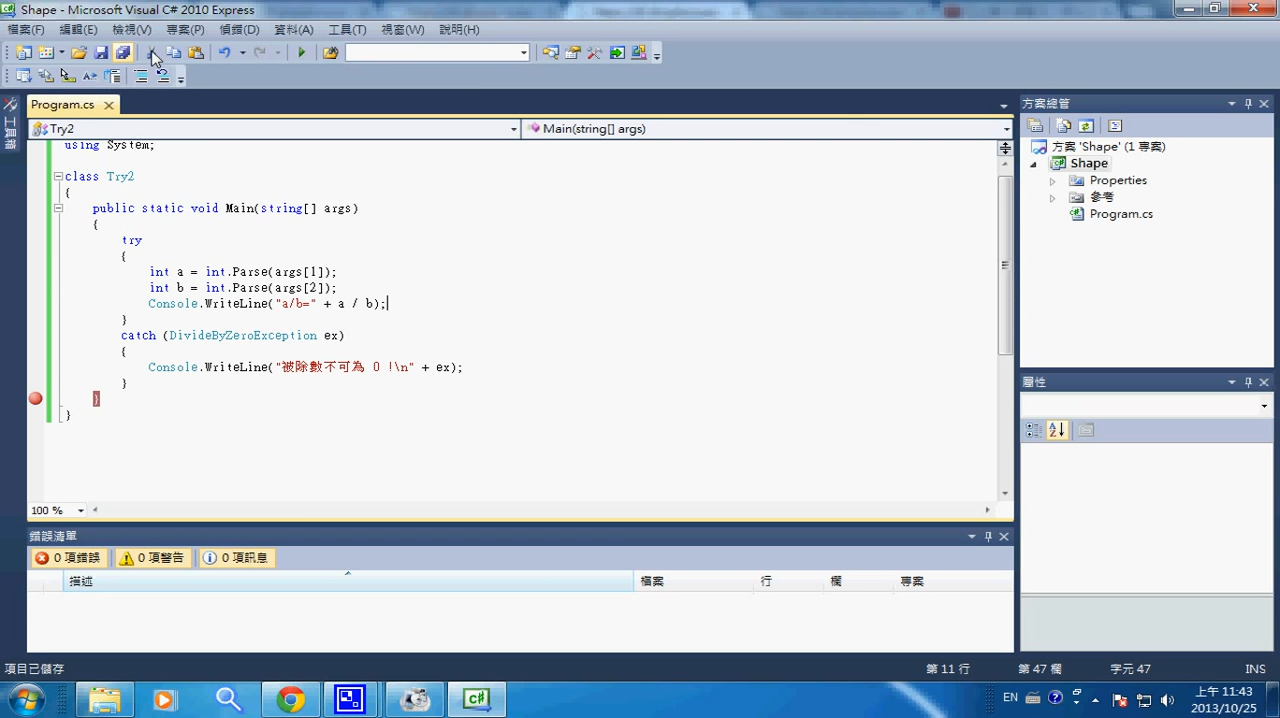 Shape - Microsoft Visual C# 2010 Express
檔案(F) 編輯(E) 檢視(V) 專案(P) 偵錯(D) 資料(A) 工具(T) 視窗(W) 說明(H)
工具箱
Program.cs
Try2
Main(string[] args)
using System;
class Try2
{
public static void Main(string[] args)
{
try
{
int a = int.Parse(args[1]);
int b = int.Parse(args[2]);
Console.WriteLine("a/b=" + a / b);
}
catch (DivideByZeroException ex)
{
Console.WriteLine("被除數不可為 0 !\n" + ex);
}
}
}
100 %
方案總管
方案 'Shape' (1 專案)
Shape
Properties
參考
Program.cs
屬性
錯誤清單
0 項錯誤 0 項警告 0 項訊息
描述 檔案 行 欄 專案
項目已儲存 第 11 行 第 47 欄 字元 47 INS
EN
上午 11:43
2013/10/25